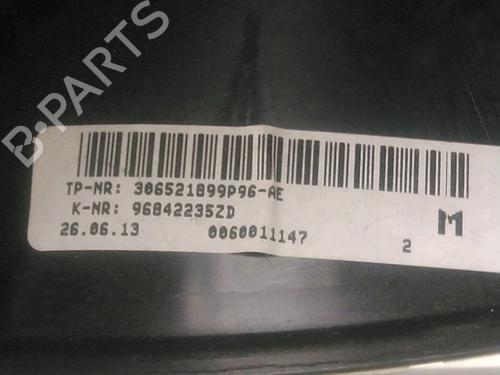 B-PARTS
TP-NR: 306521899P96-AE
K-NR: 96842235ZD
26.06.13 0060011147 2 M